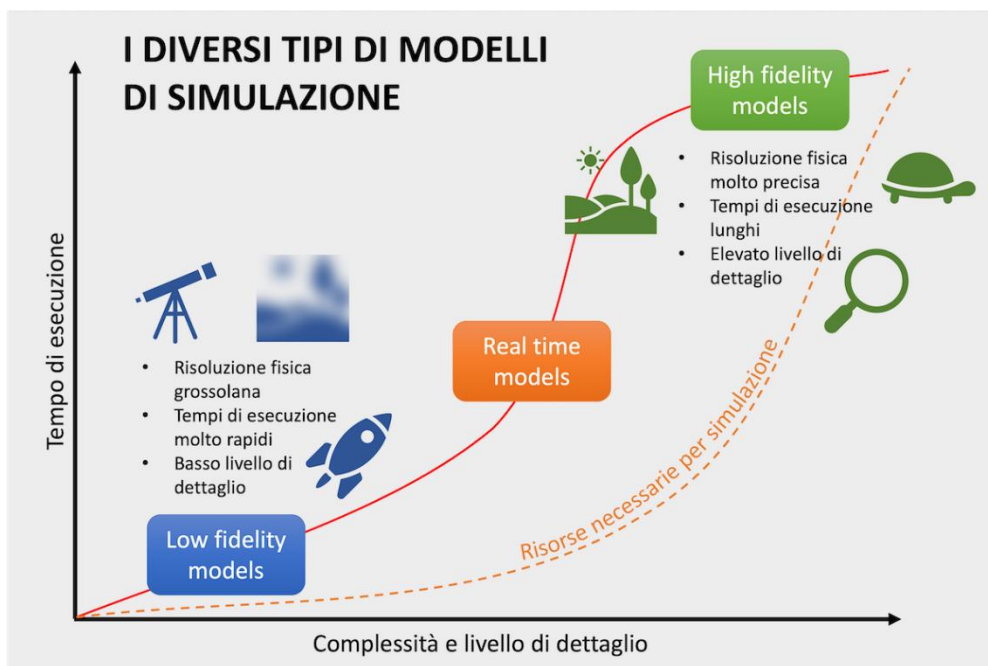 I DIVERSI TIPI DI MODELLI
DI SIMULAZIONE
High fidelity
models
• Risoluzione fisica
molto precisa
• Tempi di esecuzione
lunghi
• Elevato livello di
dettaglio
Tempo di esecuzione
Real time
models
• Risoluzione fisica
grossolana
• Tempi di esecuzione
molto rapidi
• Basso livello di
dettaglio
Risorse necessarie per simulazione
Low fidelity
models
Complessità e livello di dettaglio